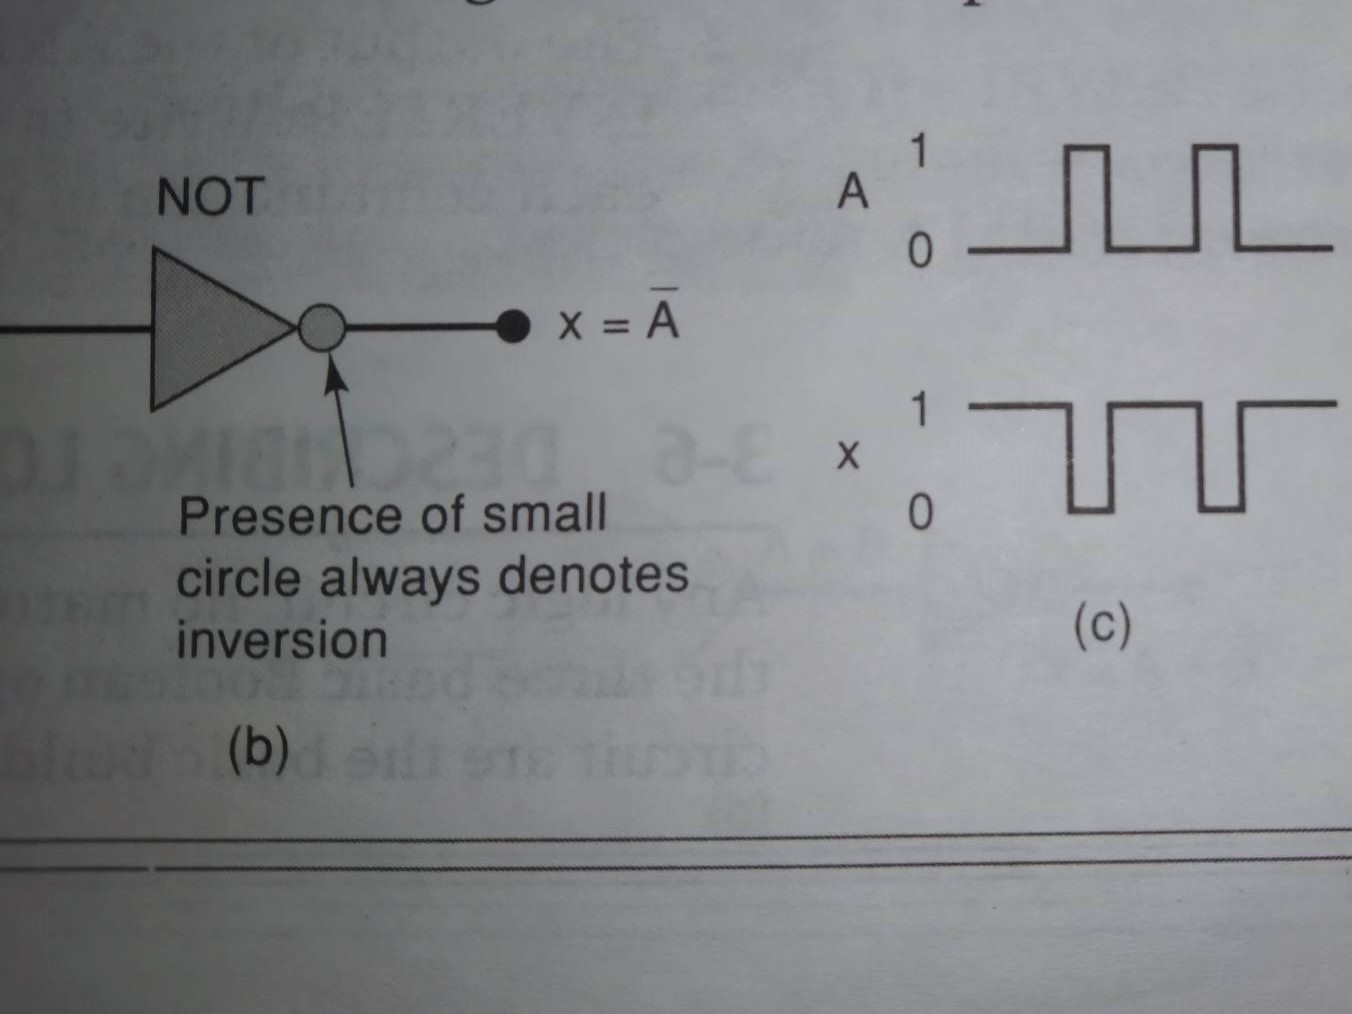 NOT
x = A̅
Presence of small
circle always denotes
inversion
(b)
1
A
0
1
x
0
(c)